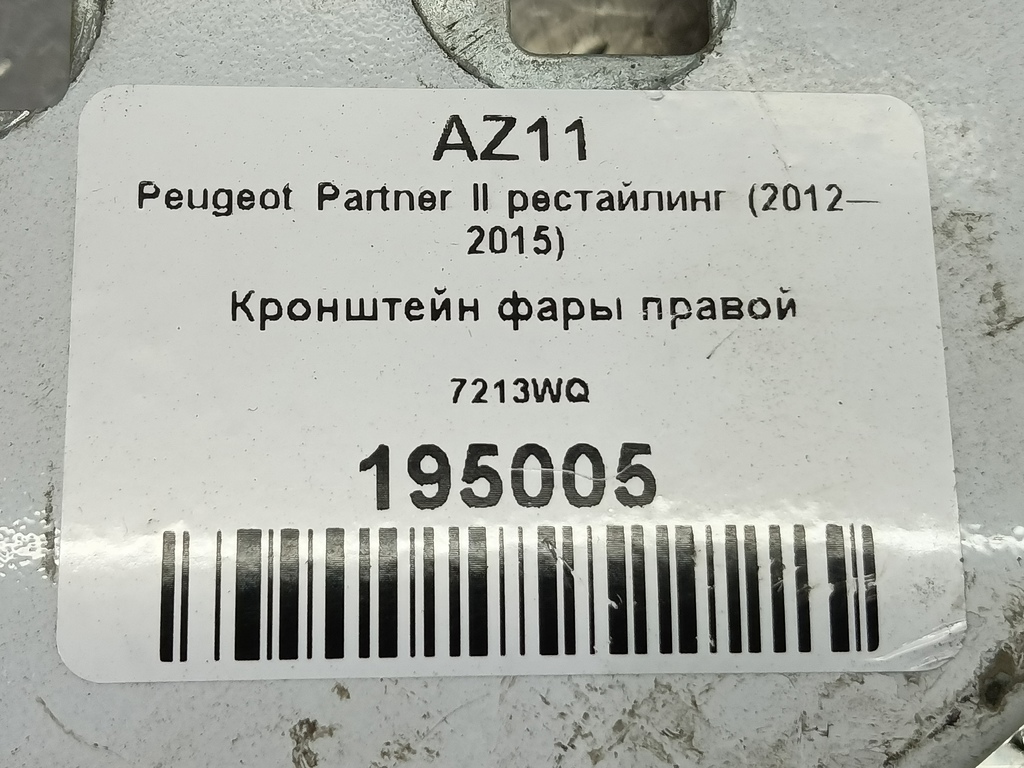 AZ11
Peugeot Partner II рестайлинг (2012—
2015)
Кронштейн фары правой
7213WQ
195005